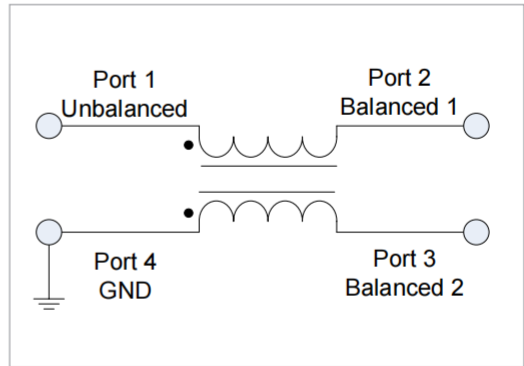 Port 1
Unbalanced
Port 2
Balanced 1
Port 4
GND
Port 3
Balanced 2